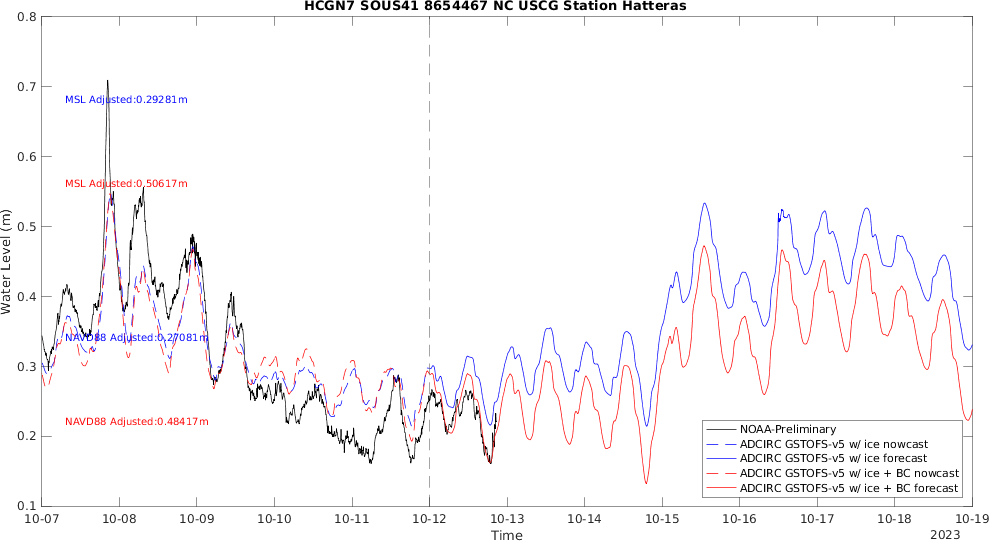 HCGN7 SOUS41 8654467 NC USCG Station Hatteras
0.8
0.7
0.6
0.5
0.4
0.3
0.2
0.1
Water Level (m)
MSL Adjusted:0.29281m
MSL Adjusted:0.50617m
NAVD88 Adjusted:0.27081m
NAVD88 Adjusted:0.48417m
NOAA-Preliminary
ADCIRC GSTOFS-v5 w/ ice nowcast
ADCIRC GSTOFS-v5 w/ ice forecast
ADCIRC GSTOFS-v5 w/ ice + BC nowcast
ADCIRC GSTOFS-v5 w/ ice + BC forecast
10-07 10-08 10-09 10-10 10-11 10-12 10-13 10-14 10-15 10-16 10-17 10-18 10-19
Time
2023